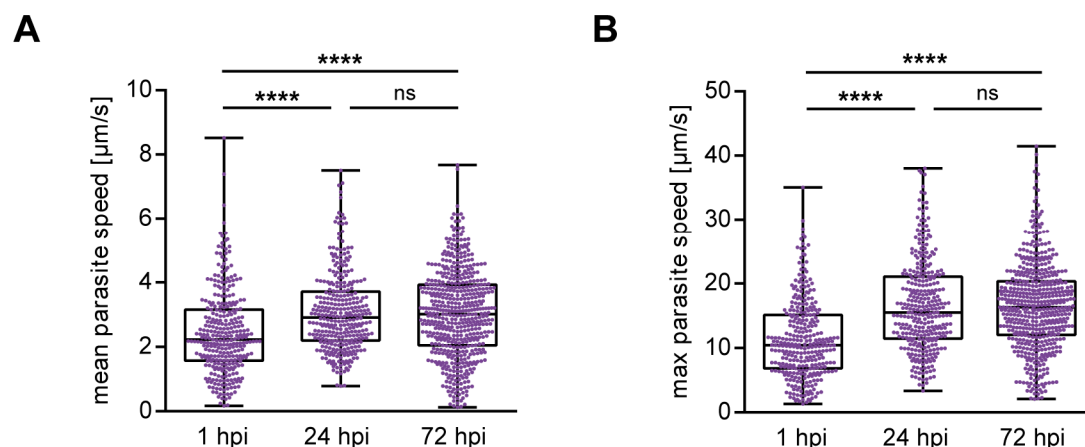 A
mean parasite speed [µm/s]
10
8
6
4
2
0
****
****
ns
1 hpi
24 hpi
72 hpi
B
max parasite speed [µm/s]
50
40
30
20
10
0
****
****
ns
1 hpi
24 hpi
72 hpi